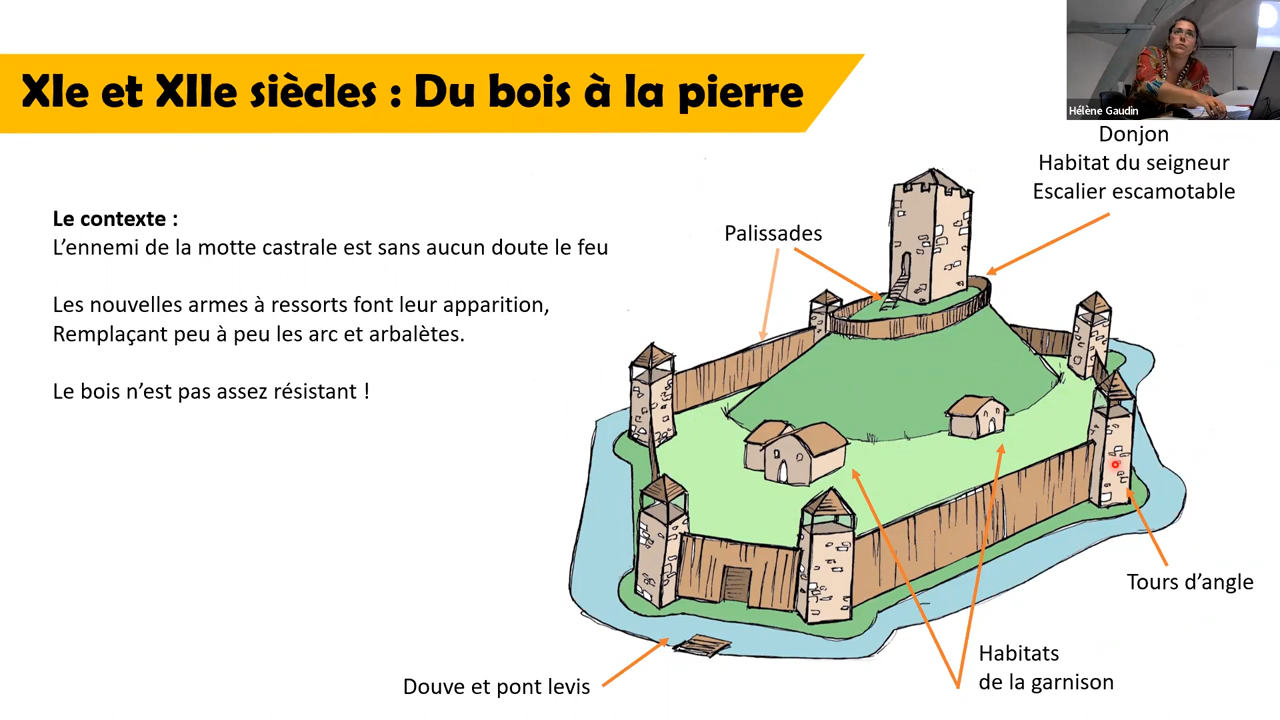 XIe et XIIe siècles : Du bois à la pierre
Hélène Gaudin
Donjon
Habitat du seigneur
Escalier escamotable
Le contexte :
L’ennemi de la motte castrale est sans aucun doute le feu
Les nouvelles armes à ressorts font leur apparition,
Remplaçant peu à peu les arc et arbalètes.
Le bois n’est pas assez résistant !
Palissades
Tours d’angle
Habitats
de la garnison
Douve et pont levis